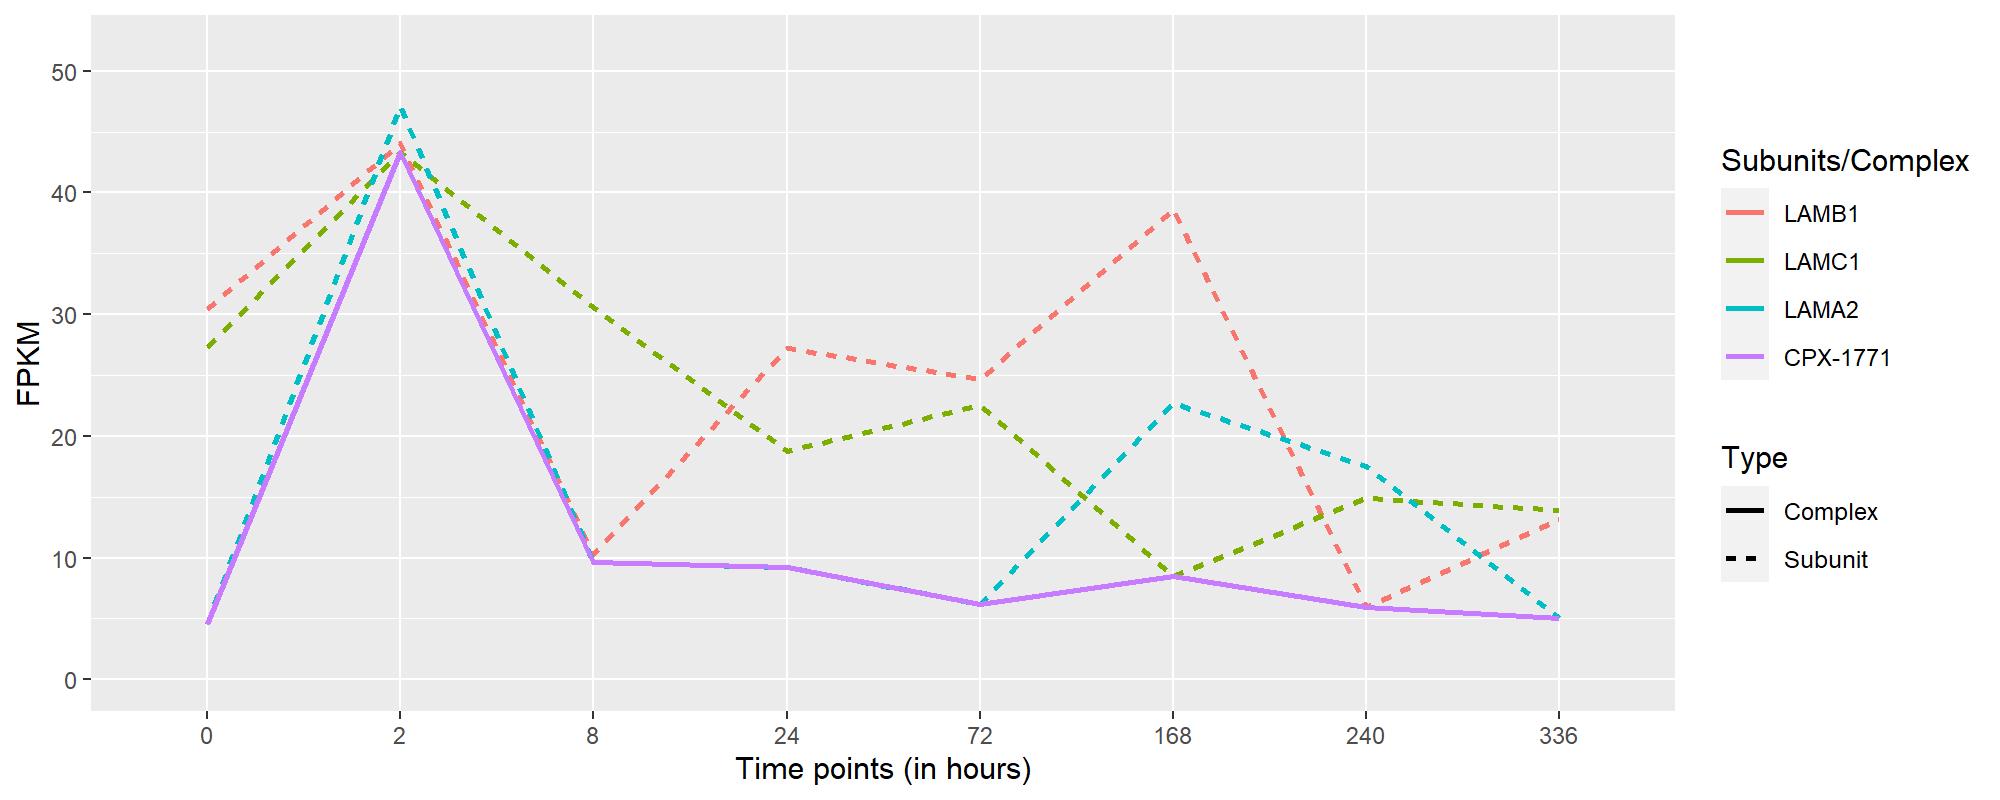 FPKM
50
40
30
20
10
0
0 2 8 24 72 168 240 336
Time points (in hours)
Subunits/Complex
LAMB1
LAMC1
LAMA2
CPX-1771
Type
Complex
Subunit